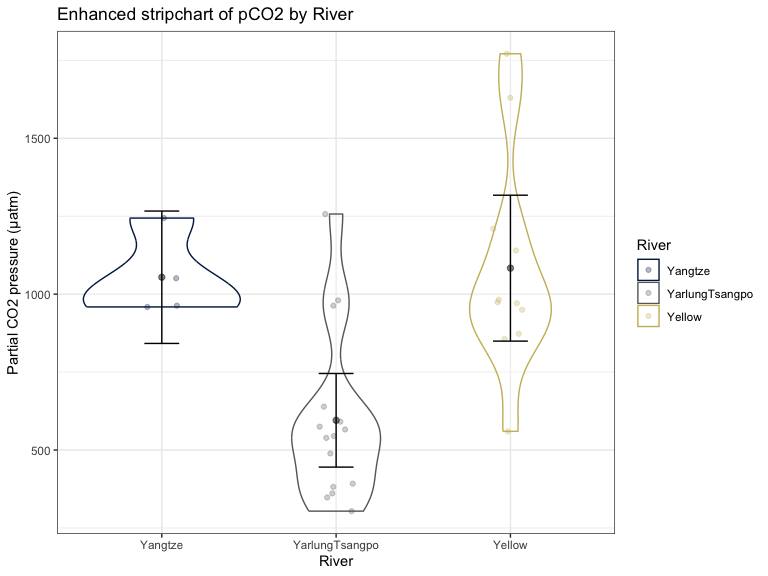 Enhanced stripchart of pCO2 by River
Partial CO2 pressure (μatm)
1500
1000
500
Yangtze
YarlungTsangpo
Yellow
River
River
Yangtze
YarlungTsangpo
Yellow